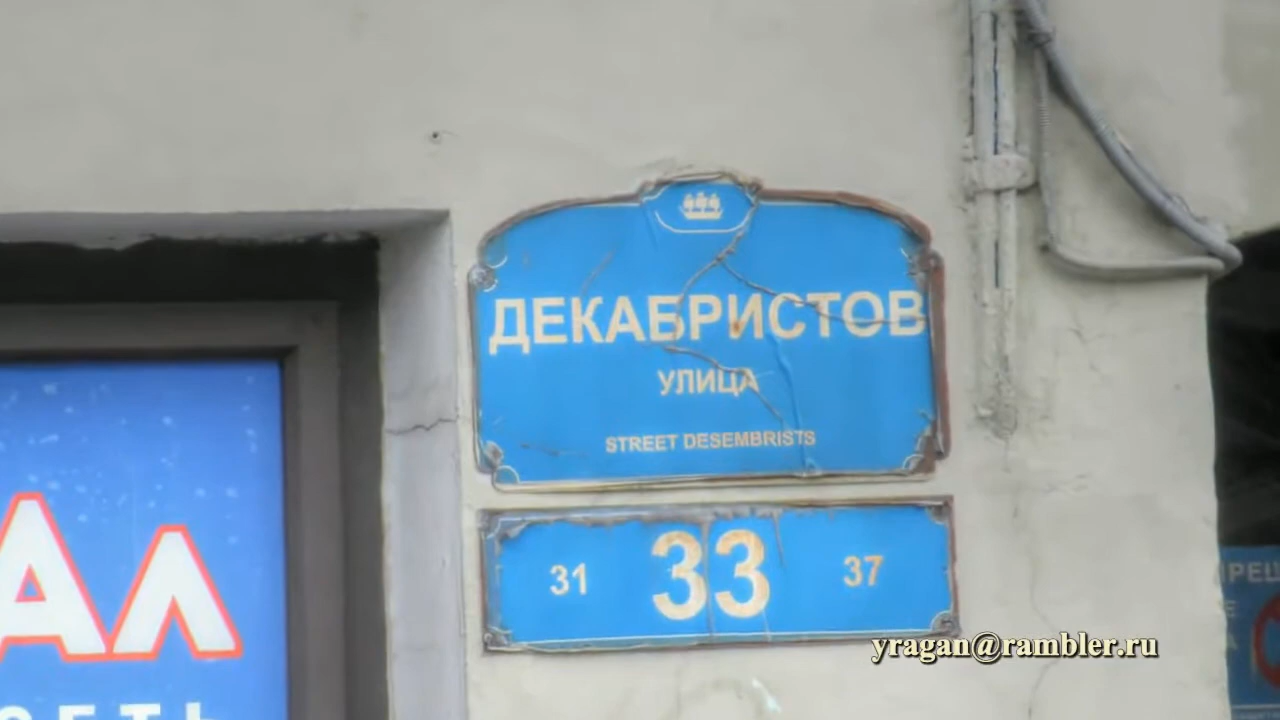 ДЕКАБРИСТОВ
УЛИЦА
STREET DESEMBRISTS
31 33 37
АЛ
yragan@rambler.ru